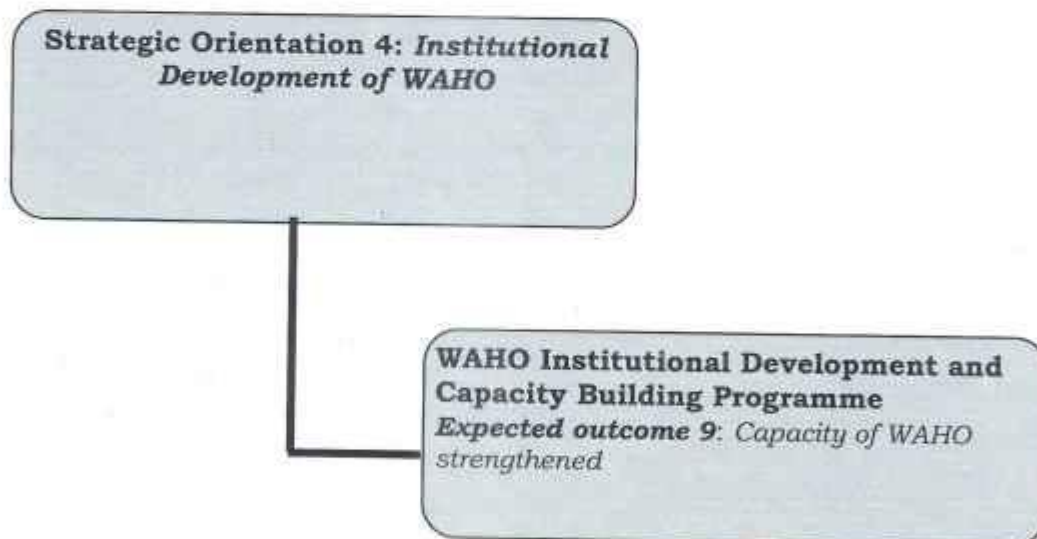 Strategic Orientation 4: Institutional
Development of WAHO
WAHO Institutional Development and
Capacity Building Programme
Expected outcome 9: Capacity of WAHO
strengthened